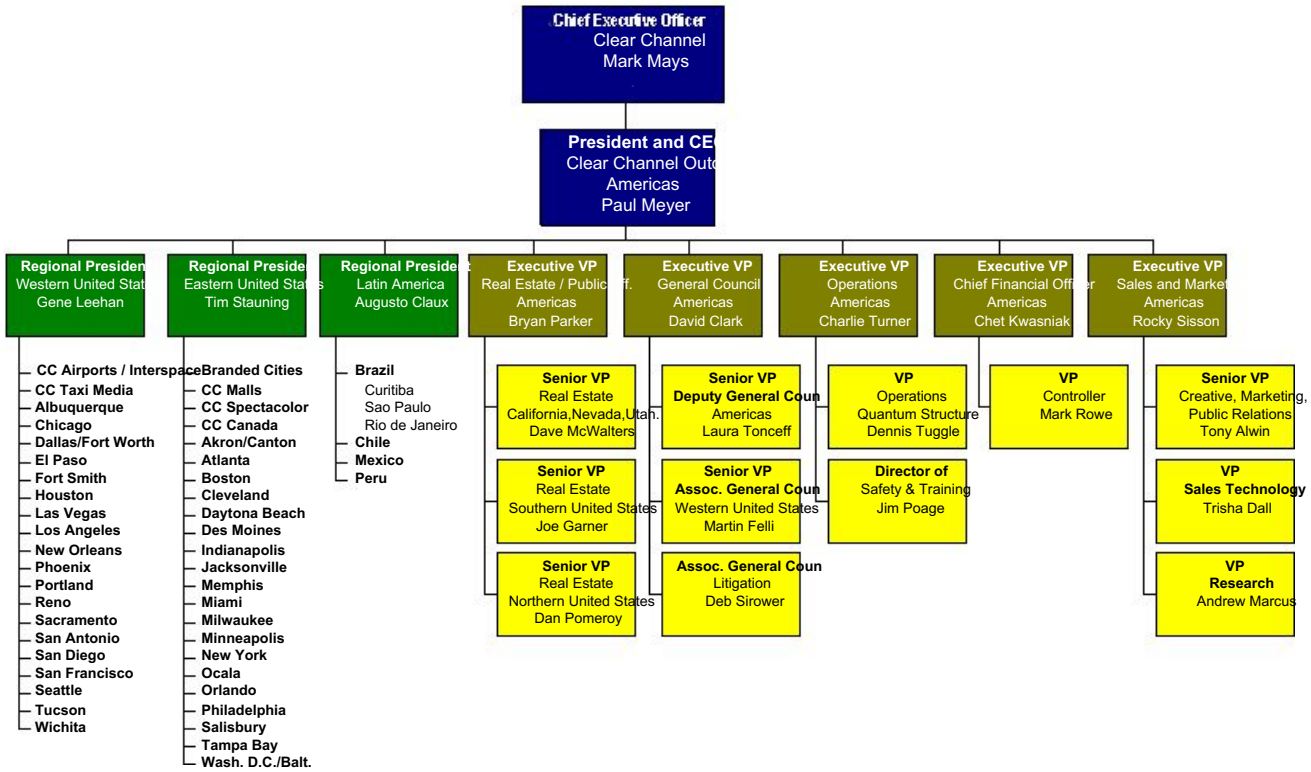 Chief Executive Officer
Clear Channel
Mark Mays
President and CE
Clear Channel Outd
Americas
Paul Meyer
Regional President
Western United Stat
Gene Leehan
Regional Preside
Eastern United States
Tim Stauning
Regional President
Latin America
Augusto Claux
Executive VP
Real Estate / Public ff.
Americas
Bryan Parker
Executive VP
General Council
Americas
David Clark
Executive VP
Operations
Americas
Charlie Turner
Executive VP
Chief Financial Officer
Americas
Chet Kwasniak
Executive VP
Sales and Market
Americas
Rocky Sisson
CC Airports / Interspace
CC Taxi Media
Albuquerque
Chicago
Dallas/Fort Worth
El Paso
Fort Smith
Houston
Las Vegas
Los Angeles
New Orleans
Phoenix
Portland
Reno
Sacramento
San Antonio
San Diego
San Francisco
Seattle
Tucson
Wichita
Branded Cities
CC Malls
CC Spectacolor
CC Canada
Akron/Canton
Atlanta
Boston
Cleveland
Daytona Beach
Des Moines
Indianapolis
Jacksonville
Memphis
Miami
Milwaukee
Minneapolis
New York
Ocala
Orlando
Philadelphia
Salisbury
Tampa Bay
Wash. D.C./Balt.
Brazil
Curitiba
Sao Paulo
Rio de Janeiro
Chile
Mexico
Peru
Senior VP
Real Estate
California,Nevada,Utah.
Dave McWalters
Senior VP
Real Estate
Southern United States
Joe Garner
Senior VP
Real Estate
Northern United States
Dan Pomeroy
Senior VP
Deputy General Coun
Americas
Laura Tonceff
Senior VP
Assoc. General Coun
Western United States
Martin Felli
Assoc. General Coun
Litigation
Deb Sirower
VP
Operations
Quantum Structure
Dennis Tuggle
Director of
Safety & Training
Jim Poage
VP
Controller
Mark Rowe
Senior VP
Creative, Marketing,
Public Relations
Tony Alwin
VP
Sales Technology
Trisha Dall
VP
Research
Andrew Marcus